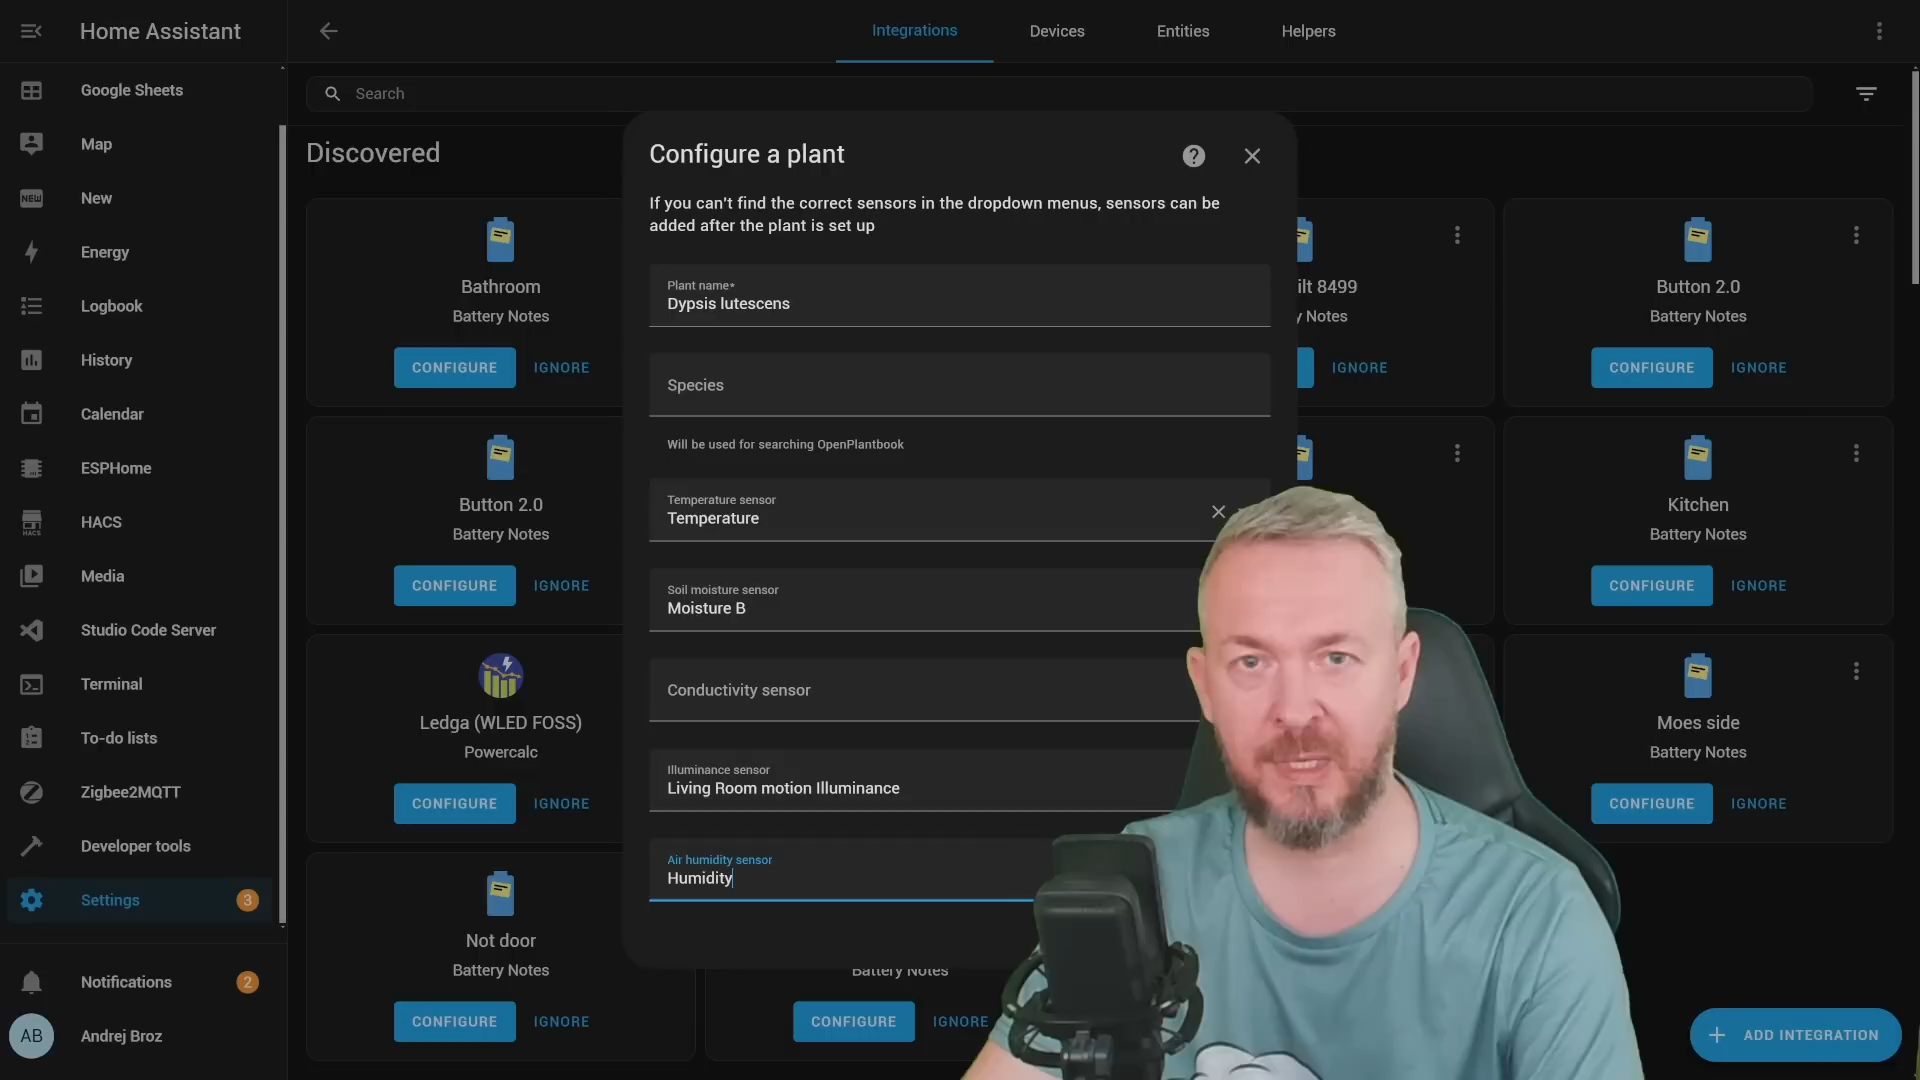 Home Assistant
Integrations
Devices
Entities
Helpers
Google Sheets
Map
NEW
New
Energy
Logbook
History
Calendar
ESPHome
HACS
HACS
Media
Studio Code Server
Terminal
To-do lists
Zigbee2MQTT
Developer tools
Settings
3
Notifications
2
AB
Andrej Broz
Search
Discovered
Bathroom
Battery Notes
CONFIGURE
IGNORE
Button 2.0
Battery Notes
CONFIGURE
IGNORE
Ledga (WLED FOSS)
Powercalc
CONFIGURE
IGNORE
Not door
Battery Notes
CONFIGURE
IGNORE
Configure a plant
If you can't find the correct sensors in the dropdown menus, sensors can be
added after the plant is set up
Plant name*
Dypsis lutescens
Species
Will be used for searching OpenPlantbook
Temperature sensor
Temperature
Soil moisture sensor
Moisture B
Conductivity sensor
Illuminance sensor
Living Room motion Illuminance
Air humidity sensor
Humidity
Battery Notes
CONFIGURE
IGNORE
ilt 8499
y Notes
IGNORE
Button 2.0
Battery Notes
CONFIGURE
IGNORE
Kitchen
Battery Notes
CONFIGURE
IGNORE
Moes side
Battery Notes
CONFIGURE
IGNORE
ADD INTEGRATION